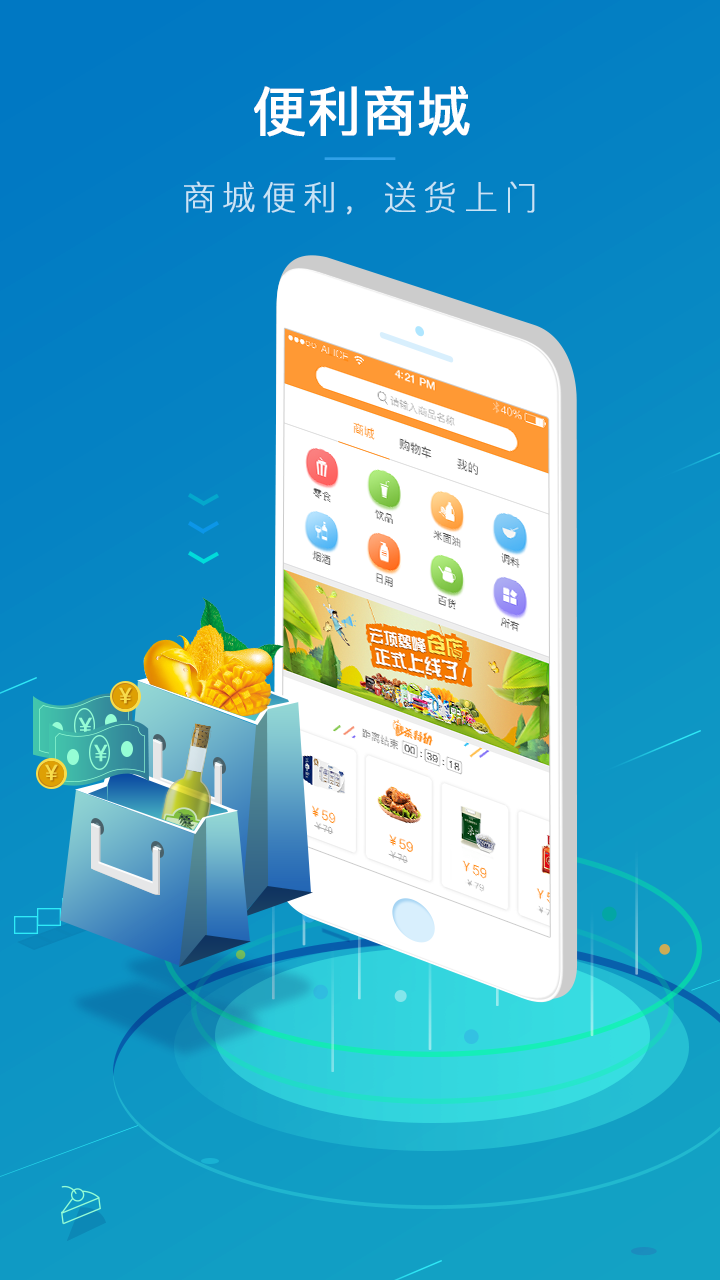 便利商城
商城便利，送货上门
4:21 PM
40%
请输入商品名称
商城 购物车 我的
零食 饮品 米面油 调料
烟酒 日用 百货 所有
云顶蜜蜂仓店
正式上线了！
秒杀特价
距离结束 00 : 39 : 18
¥59 ¥59 ¥59
¥79 ¥79 ¥79